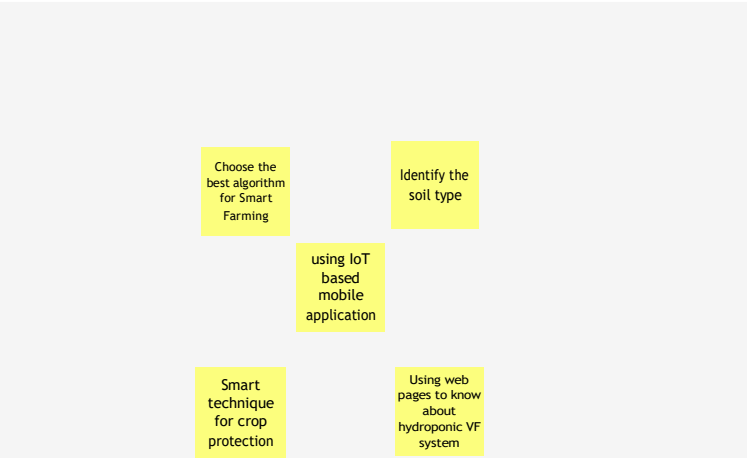 Choose the
best algorithm
for Smart
Farming
Identify the
soil type
using IoT
based
mobile
application
Smart
technique
for crop
protection
Using web
pages to know
about
hydroponic VF
system